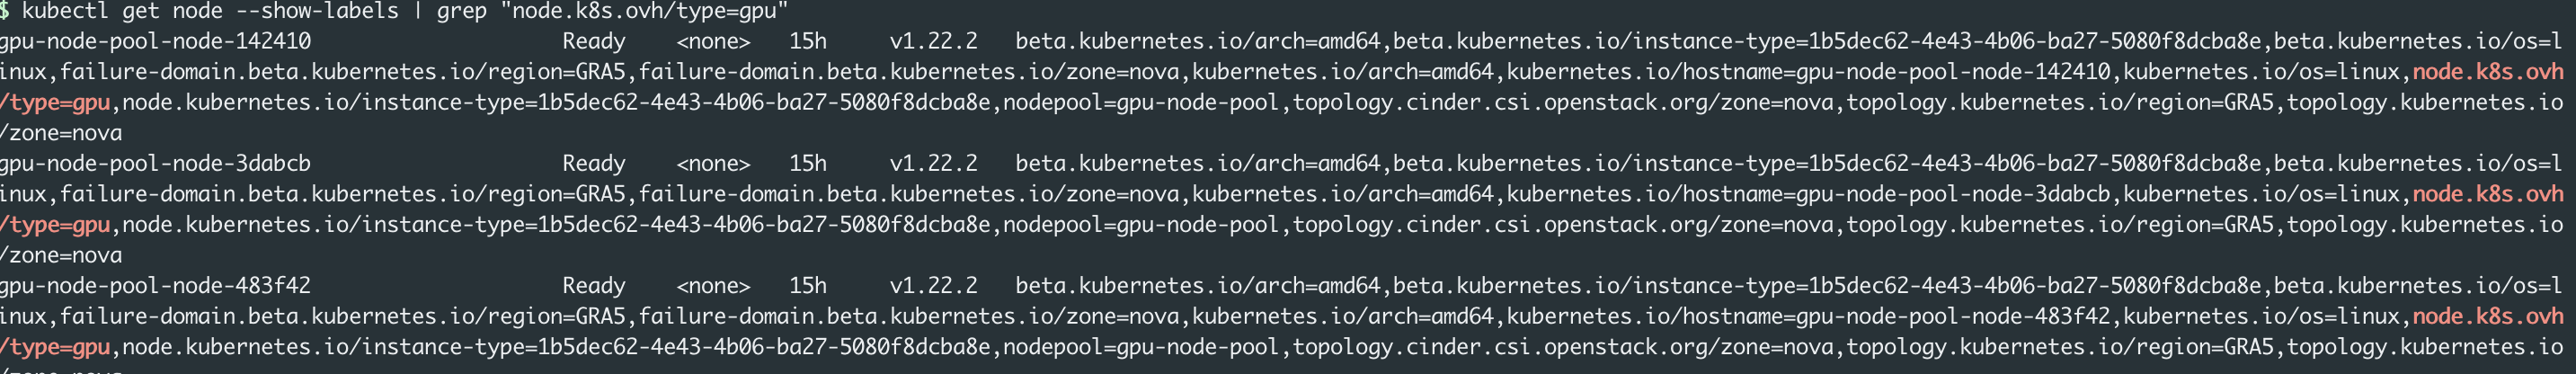 $ kubectl get node --show-labels | grep "node.k8s.ovh/type=gpu"
gpu-node-pool-node-142410 Ready <none> 15h v1.22.2 beta.kubernetes.io/arch=amd64,beta.kubernetes.io/instance-type=1b5dec62-4e43-4b06-ba27-5080f8dcba8e,beta.kubernetes.io/os=l
inux,failure-domain.beta.kubernetes.io/region=GRA5,failure-domain.beta.kubernetes.io/zone=nova,kubernetes.io/arch=amd64,kubernetes.io/hostname=gpu-node-pool-node-142410,kubernetes.io/os=linux,node.k8s.ovh
/type=gpu,node.kubernetes.io/instance-type=1b5dec62-4e43-4b06-ba27-5080f8dcba8e,nodepool=gpu-node-pool,topology.cinder.csi.openstack.org/zone=nova,topology.kubernetes.io/region=GRA5,topology.kubernetes.io
/zone=nova
gpu-node-pool-node-3dabcb Ready <none> 15h v1.22.2 beta.kubernetes.io/arch=amd64,beta.kubernetes.io/instance-type=1b5dec62-4e43-4b06-ba27-5080f8dcba8e,beta.kubernetes.io/os=l
inux,failure-domain.beta.kubernetes.io/region=GRA5,failure-domain.beta.kubernetes.io/zone=nova,kubernetes.io/arch=amd64,kubernetes.io/hostname=gpu-node-pool-node-3dabcb,kubernetes.io/os=linux,node.k8s.ovh
/type=gpu,node.kubernetes.io/instance-type=1b5dec62-4e43-4b06-ba27-5080f8dcba8e,nodepool=gpu-node-pool,topology.cinder.csi.openstack.org/zone=nova,topology.kubernetes.io/region=GRA5,topology.kubernetes.io
/zone=nova
gpu-node-pool-node-483f42 Ready <none> 15h v1.22.2 beta.kubernetes.io/arch=amd64,beta.kubernetes.io/instance-type=1b5dec62-4e43-4b06-ba27-5080f8dcba8e,beta.kubernetes.io/os=l
inux,failure-domain.beta.kubernetes.io/region=GRA5,failure-domain.beta.kubernetes.io/zone=nova,kubernetes.io/arch=amd64,kubernetes.io/hostname=gpu-node-pool-node-483f42,kubernetes.io/os=linux,node.k8s.ovh
/type=gpu,node.kubernetes.io/instance-type=1b5dec62-4e43-4b06-ba27-5080f8dcba8e,nodepool=gpu-node-pool,topology.cinder.csi.openstack.org/zone=nova,topology.kubernetes.io/region=GRA5,topology.kubernetes.io